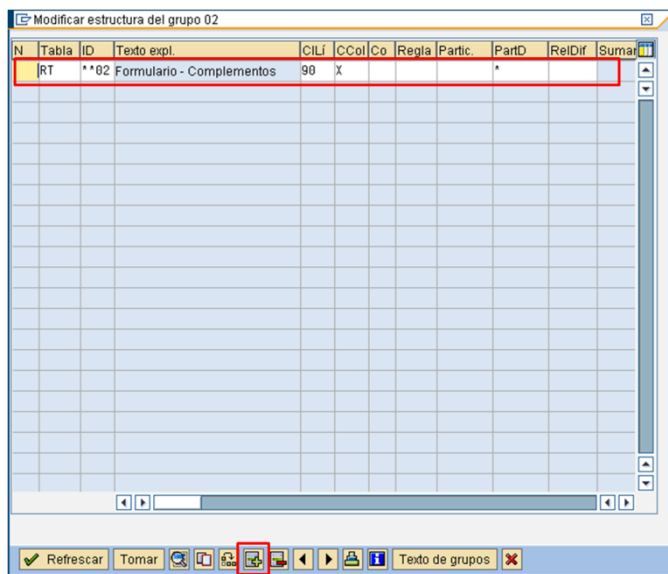 Modificar estructura del grupo 02
N Tabla ID Texto expl. ClLí CCol Co Regla Partic. PartD RelDif Sumar
RT **02 Formulario - Complementos 90 X *
Refrescar Tomar Texto de grupos